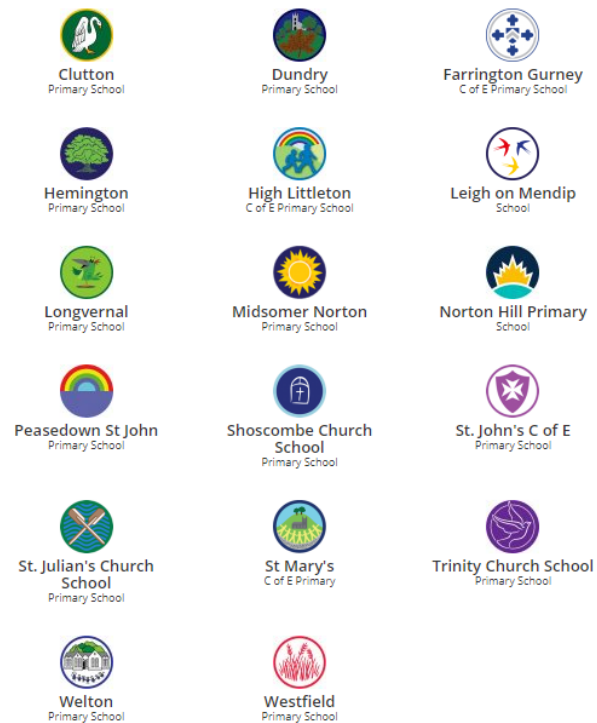 Clutton
Primary School
Dundry
Primary School
Farrington Gurney
C of E Primary School
Hemington
Primary School
High Littleton
C of E Primary School
Leigh on Mendip
School
Longvernal
Primary School
Midsomer Norton
Primary School
Norton Hill Primary
School
Peasedown St John
Primary School
Shoscombe Church
School
Primary School
St. John's C of E
Primary School
St. Julian's Church
School
Primary School
St Mary's
C of E Primary
Trinity Church School
Primary School
Welton
Primary School
Westfield
Primary School